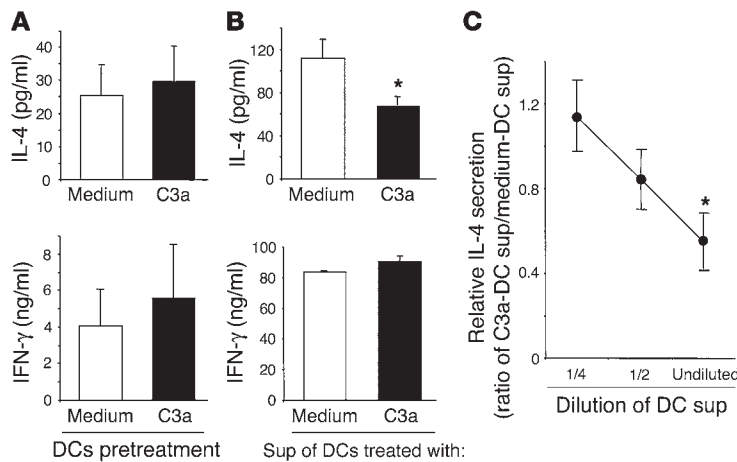 A
IL-4 (pg/ml)
40
30
20
10
0
Medium C3a
IFN-γ (ng/ml)
8
6
4
2
0
Medium C3a
DCs pretreatment
B
IL-4 (pg/ml)
120
80
40
0
*
Medium C3a
IFN-γ (ng/ml)
100
80
60
40
20
0
Medium C3a
Sup of DCs treated with:
C
Relative IL-4 secretion
(ratio of C3a-DC sup/medium-DC sup)
1.2
0.8
0.4
0
*
1/4 1/2 Undiluted
Dilution of DC sup